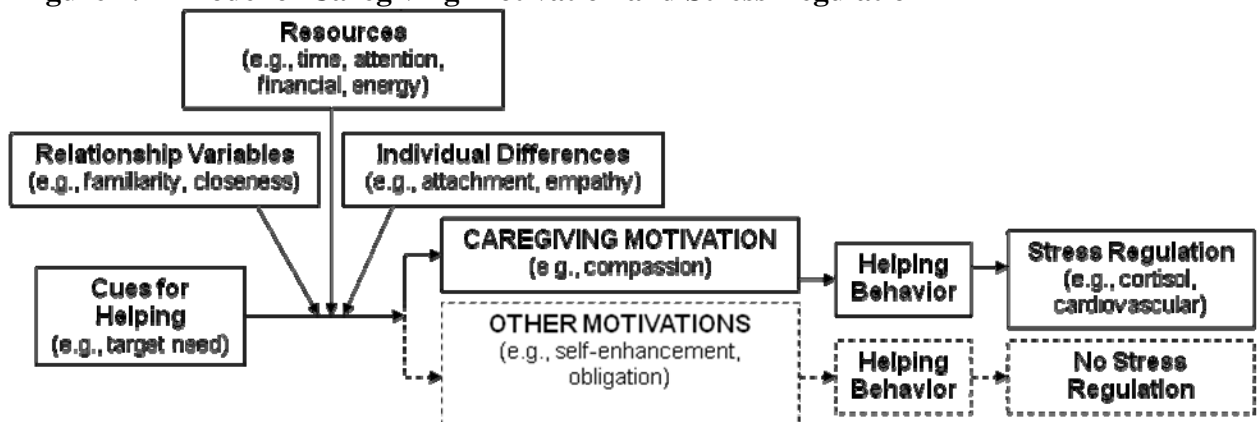 Resources
(e.g., time, attention,
financial, energy)
Relationship Variables
(e.g., familiarity, closeness)
Individual Differences
(e.g., attachment, empathy)
Cues for
Helping
(e.g., target need)
CAREGIVING MOTIVATION
(e g., compassion)
Helping
Behavior
Stress Regulation
(e.g., cortisol,
cardiovascular)
OTHER MOTIVATIONS
(e.g., self-enhancement,
obligation)
Helping
Behavior
No Stress
Regulation